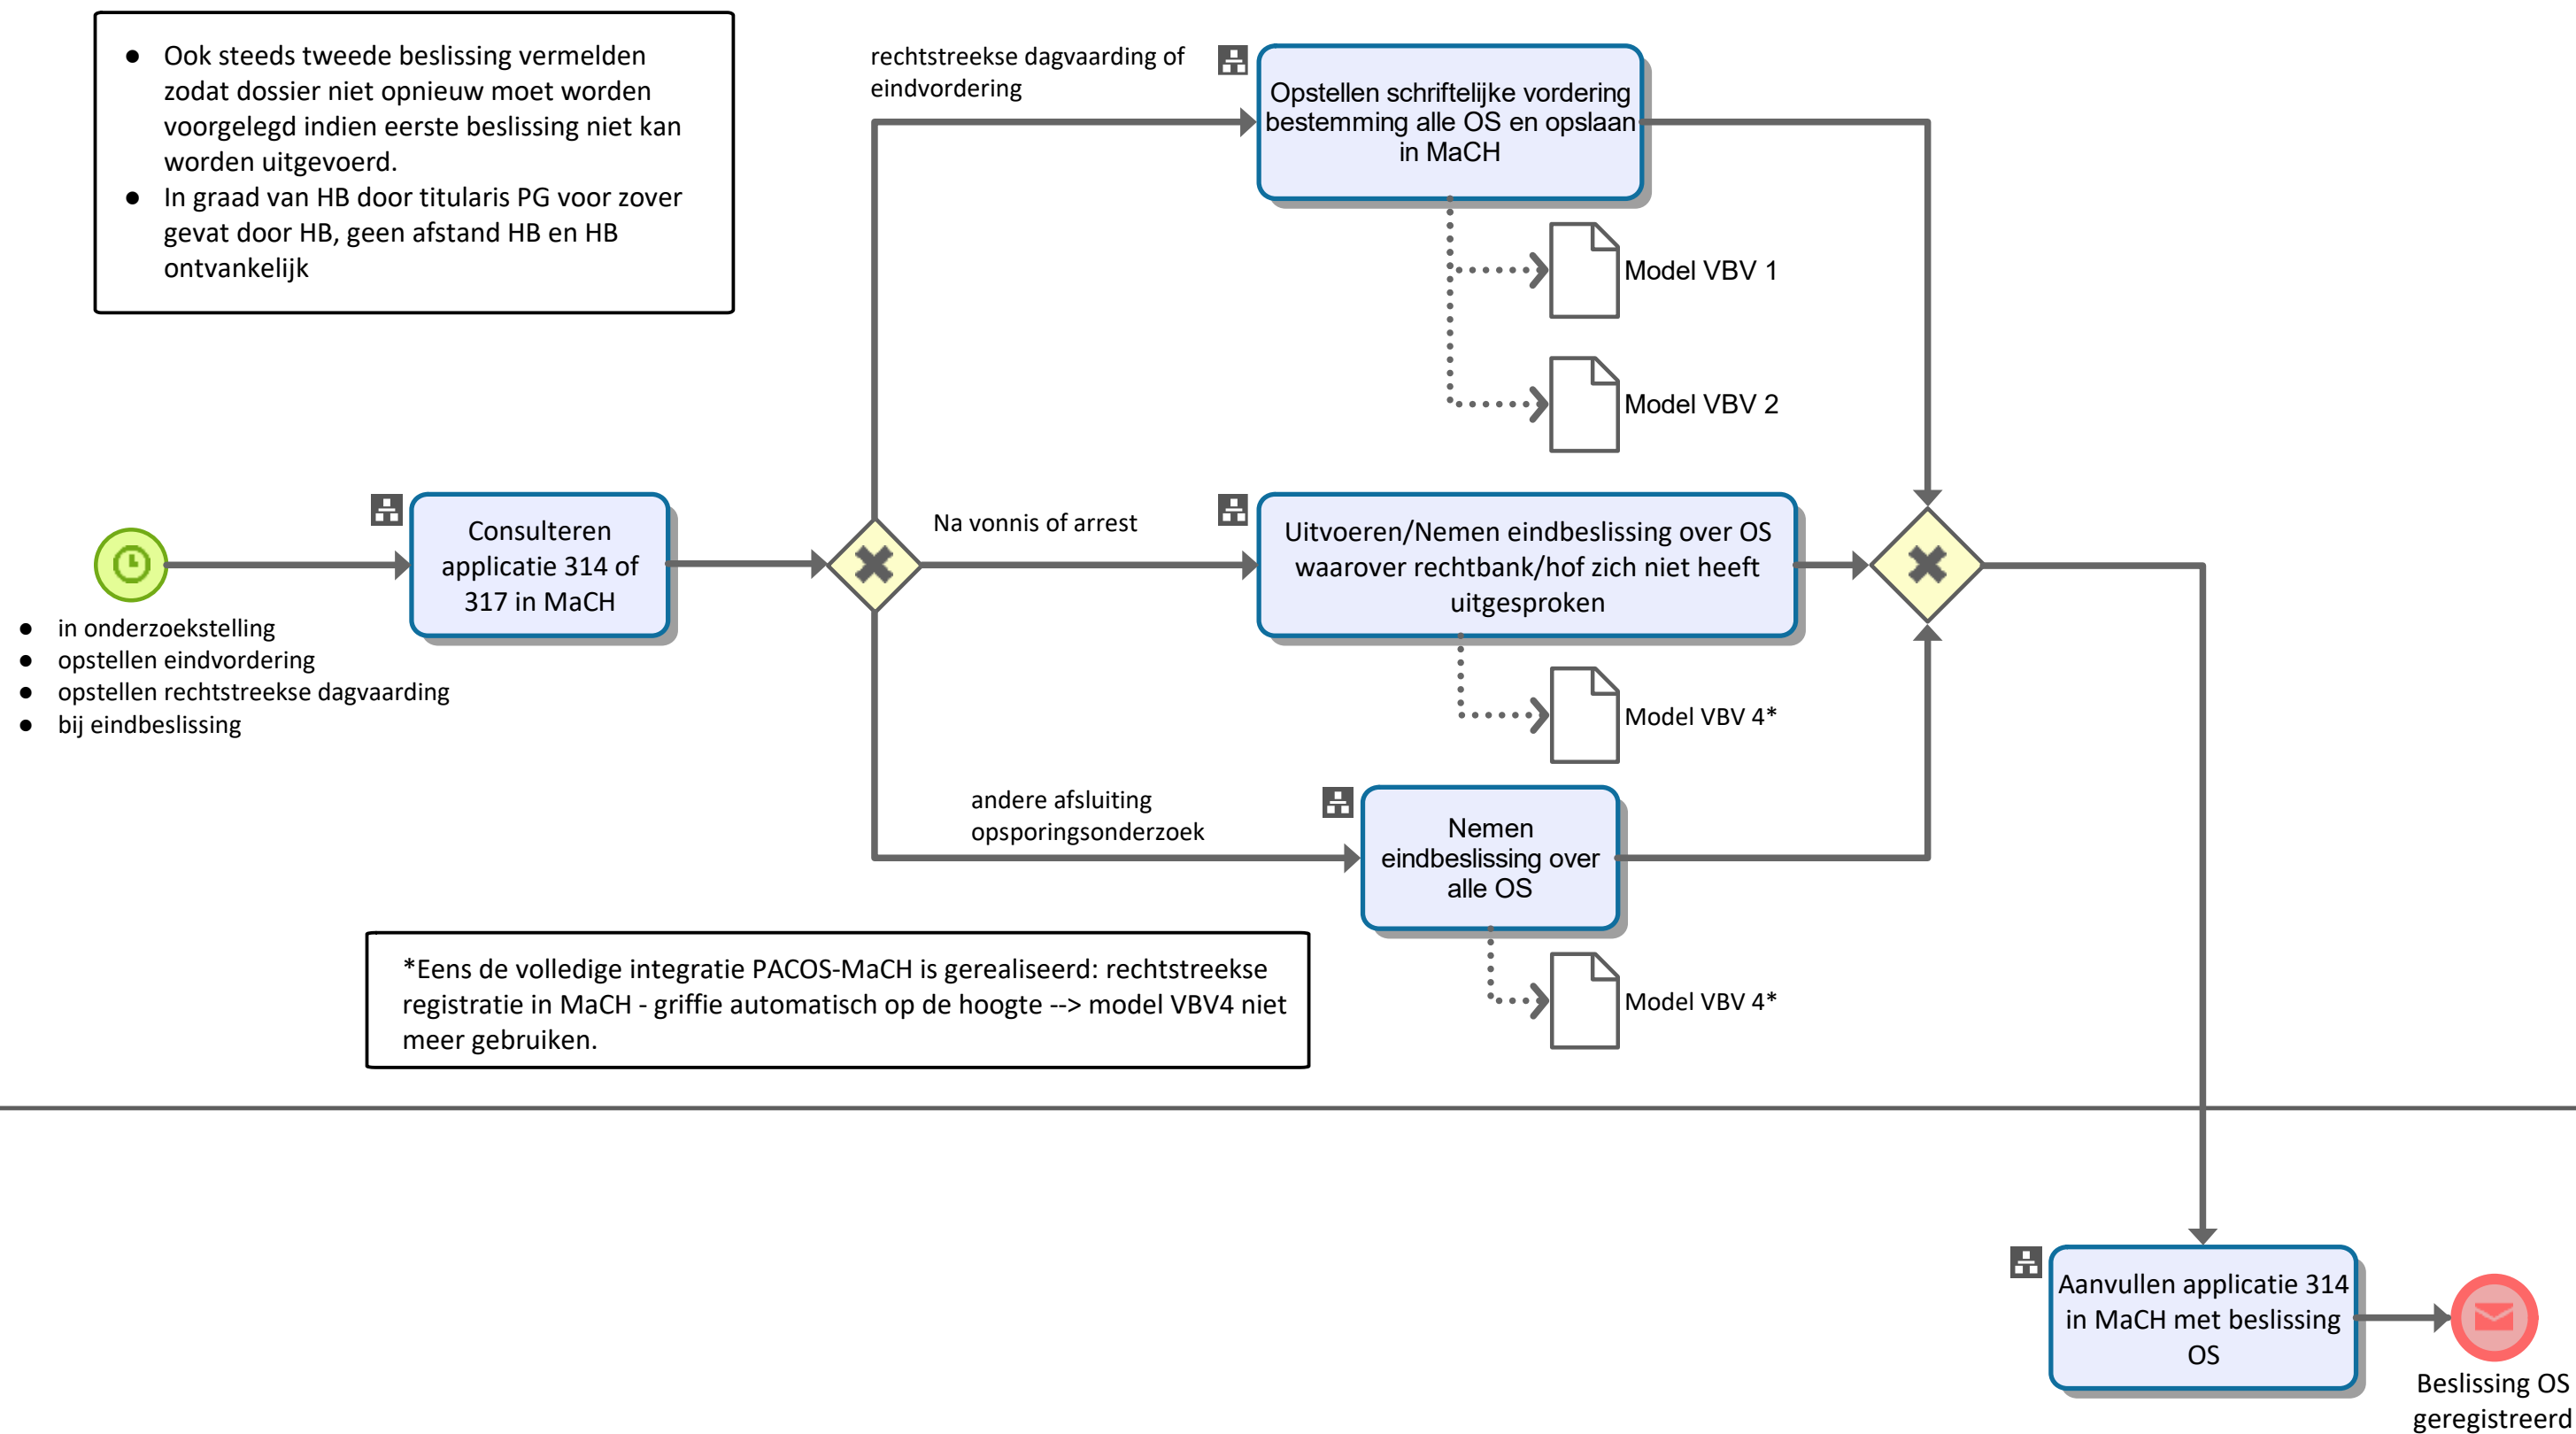 ● Ook steeds tweede beslissing vermelden
zodat dossier niet opnieuw moet worden
voorgelegd indien eerste beslissing niet kan
worden uitgevoerd.
● In graad van HB door titularis PG voor zover
gevat door HB, geen afstand HB en HB
ontvankelijk
rechtstreekse dagvaarding of
eindvordering
Opstellen schriftelijke vordering
bestemming alle OS en opslaan
in MaCH
Model VBV 1
Model VBV 2
Consulteren
applicatie 314 of
317 in MaCH
● in onderzoekstelling
● opstellen eindvordering
● opstellen rechtstreekse dagvaarding
● bij eindbeslissing
Na vonnis of arrest
Uitvoeren/Nemen eindbeslissing over OS
waarover rechtbank/hof zich niet heeft
uitgesproken
Model VBV 4*
andere afsluiting
opsporingsonderzoek
Nemen
eindbeslissing over
alle OS
Model VBV 4*
*Eens de volledige integratie PACOS-MaCH is gerealiseerd: rechtstreekse
registratie in MaCH - griffie automatisch op de hoogte --> model VBV4 niet
meer gebruiken.
Aanvullen applicatie 314
in MaCH met beslissing
OS
Beslissing OS
geregistreerd